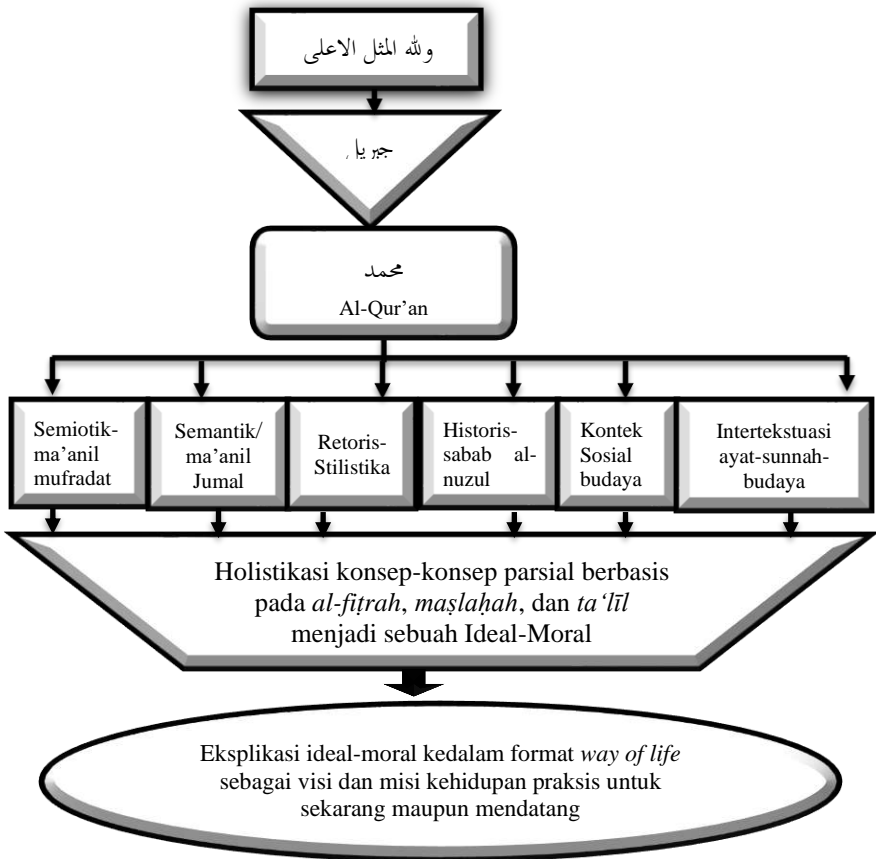 ولله المثل الاعلى
جبريل
محمد
Al-Qur’an
Semiotik-
ma’anil
mufradat
Semantik/
ma’anil
Jumal
Retoris-
Stilistika
Historis-
sabab al-
nuzul
Kontek
Sosial
budaya
Intertekstuasi
ayat-sunnah-
budaya
Holistikasi konsep-konsep parsial berbasis
pada al-fiṭrah, maṣlaḥah, dan ta‘līl
menjadi sebuah Ideal-Moral
Eksplikasi ideal-moral kedalam format way of life
sebagai visi dan misi kehidupan praksis untuk
sekarang maupun mendatang